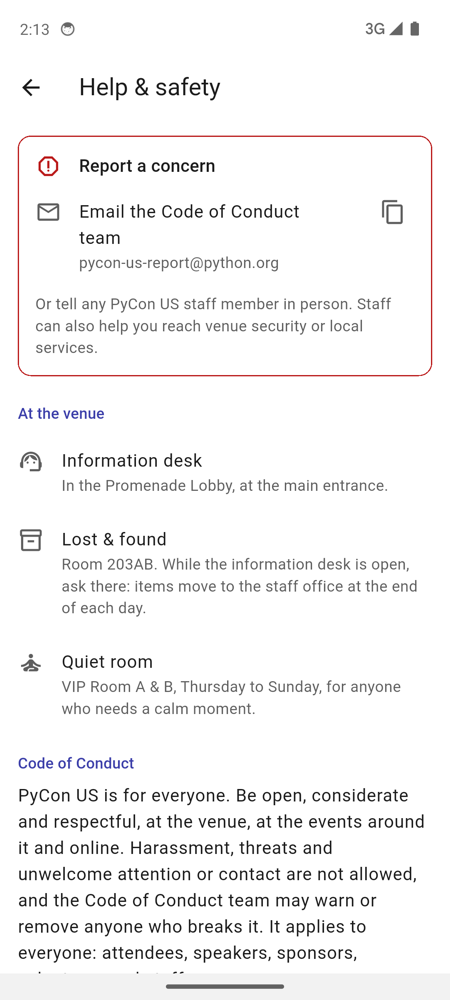 2:13
3G
Help & safety
Report a concern
Email the Code of Conduct
team
pycon-us-report@python.org
Or tell any PyCon US staff member in person. Staff
can also help you reach venue security or local
services.
At the venue
Information desk
In the Promenade Lobby, at the main entrance.
Lost & found
Room 203AB. While the information desk is open,
ask there: items move to the staff office at the end
of each day.
Quiet room
VIP Room A & B, Thursday to Sunday, for anyone
who needs a calm moment.
Code of Conduct
PyCon US is for everyone. Be open, considerate
and respectful, at the venue, at the events around
it and online. Harassment, threats and
unwelcome attention or contact are not allowed,
and the Code of Conduct team may warn or
remove anyone who breaks it. It applies to
everyone: attendees, speakers, sponsors,